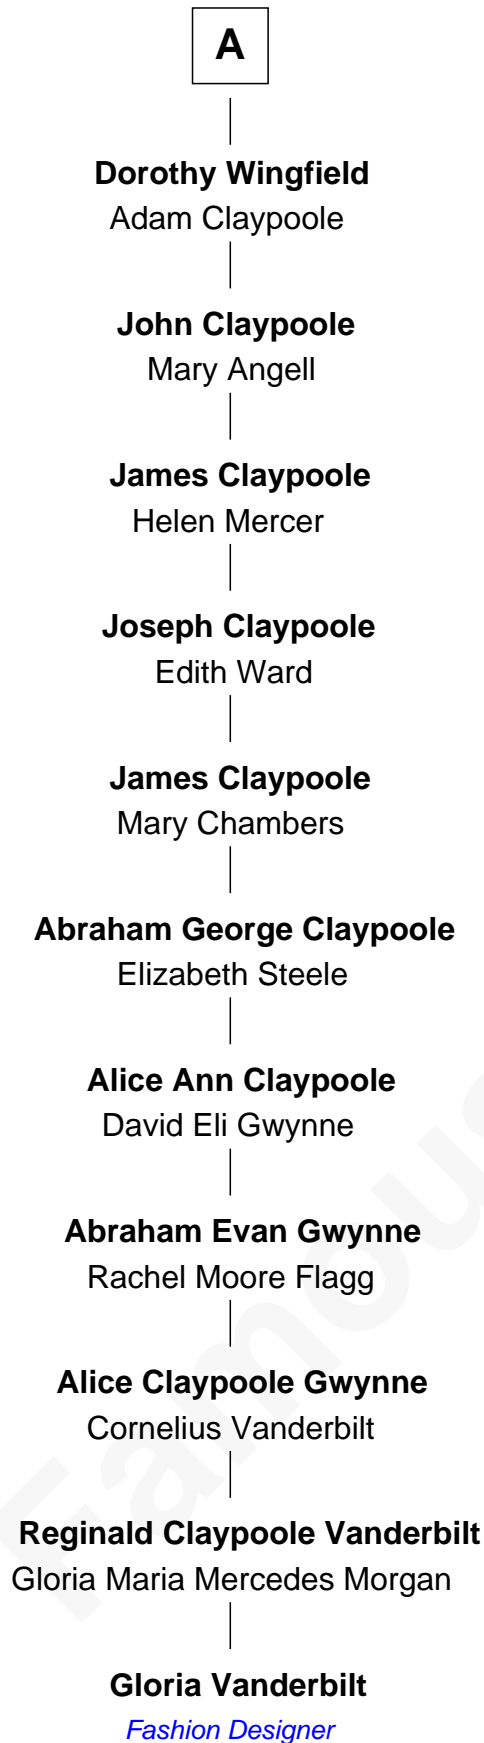 A
Dorothy Wingfield
Adam Claypoole
John Claypoole
Mary Angell
James Claypoole
Helen Mercer
Joseph Claypoole
Edith Ward
James Claypoole
Mary Chambers
Abraham George Claypoole
Elizabeth Steele
Alice Ann Claypoole
David Eli Gwynne
Abraham Evan Gwynne
Rachel Moore Flagg
Alice Claypoole Gwynne
Cornelius Vanderbilt
Reginald Claypoole Vanderbilt
Gloria Maria Mercedes Morgan
Gloria Vanderbilt
Fashion Designer
Famous